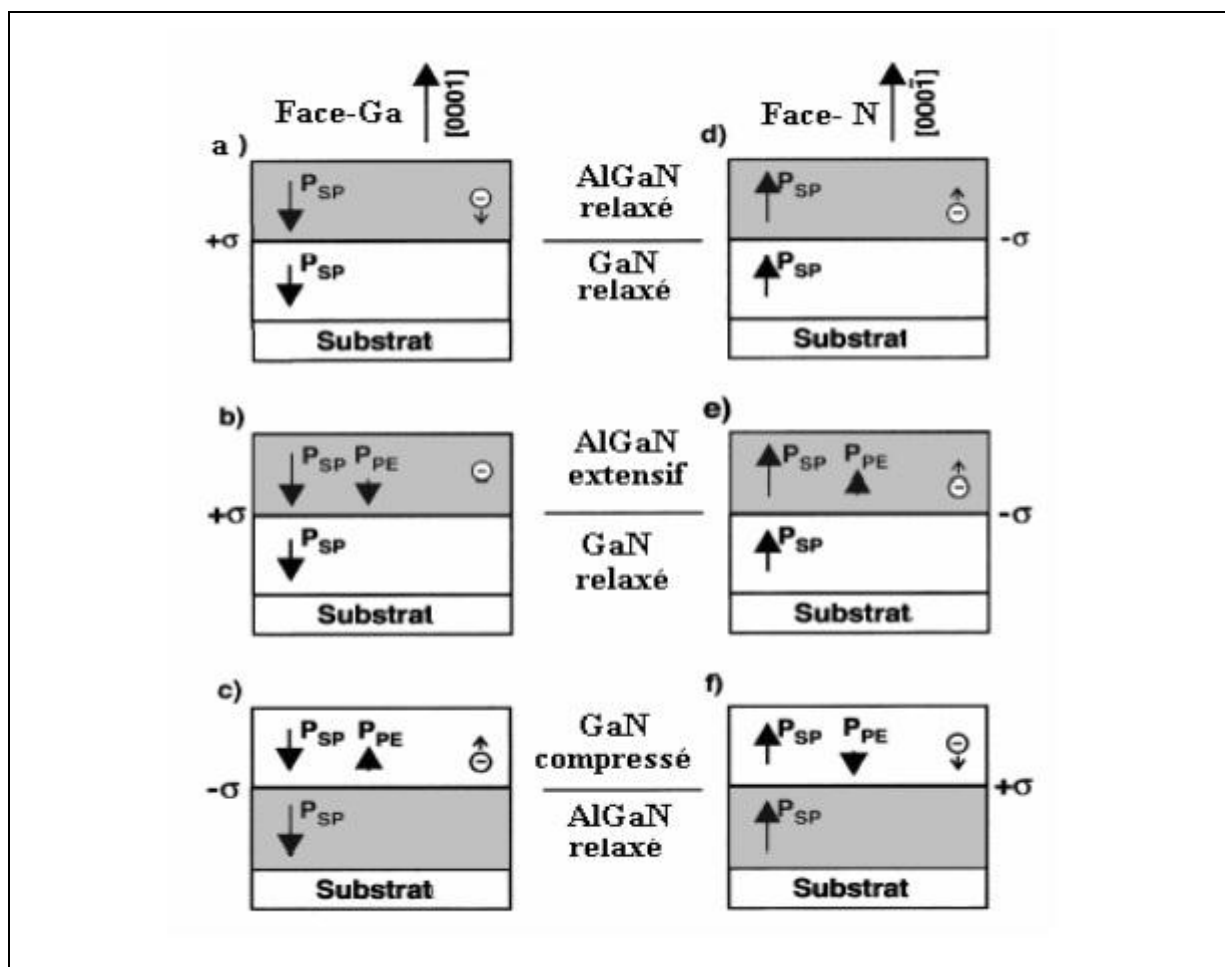 Face-Ga
[0001]
Face- N
[0001̄]
a )
P_SP
AlGaN
relaxé
d)
P_SP
+σ
-σ
P_SP
GaN
relaxé
P_SP
Substrat
Substrat
b)
P_SP P_PE
AlGaN
extensif
e)
P_SP P_PE
+σ
-σ
P_SP
GaN
relaxé
P_SP
Substrat
Substrat
c)
P_SP P_PE
GaN
compressé
f)
P_SP P_PE
-σ
+σ
P_SP
AlGaN
relaxé
P_SP
Substrat
Substrat